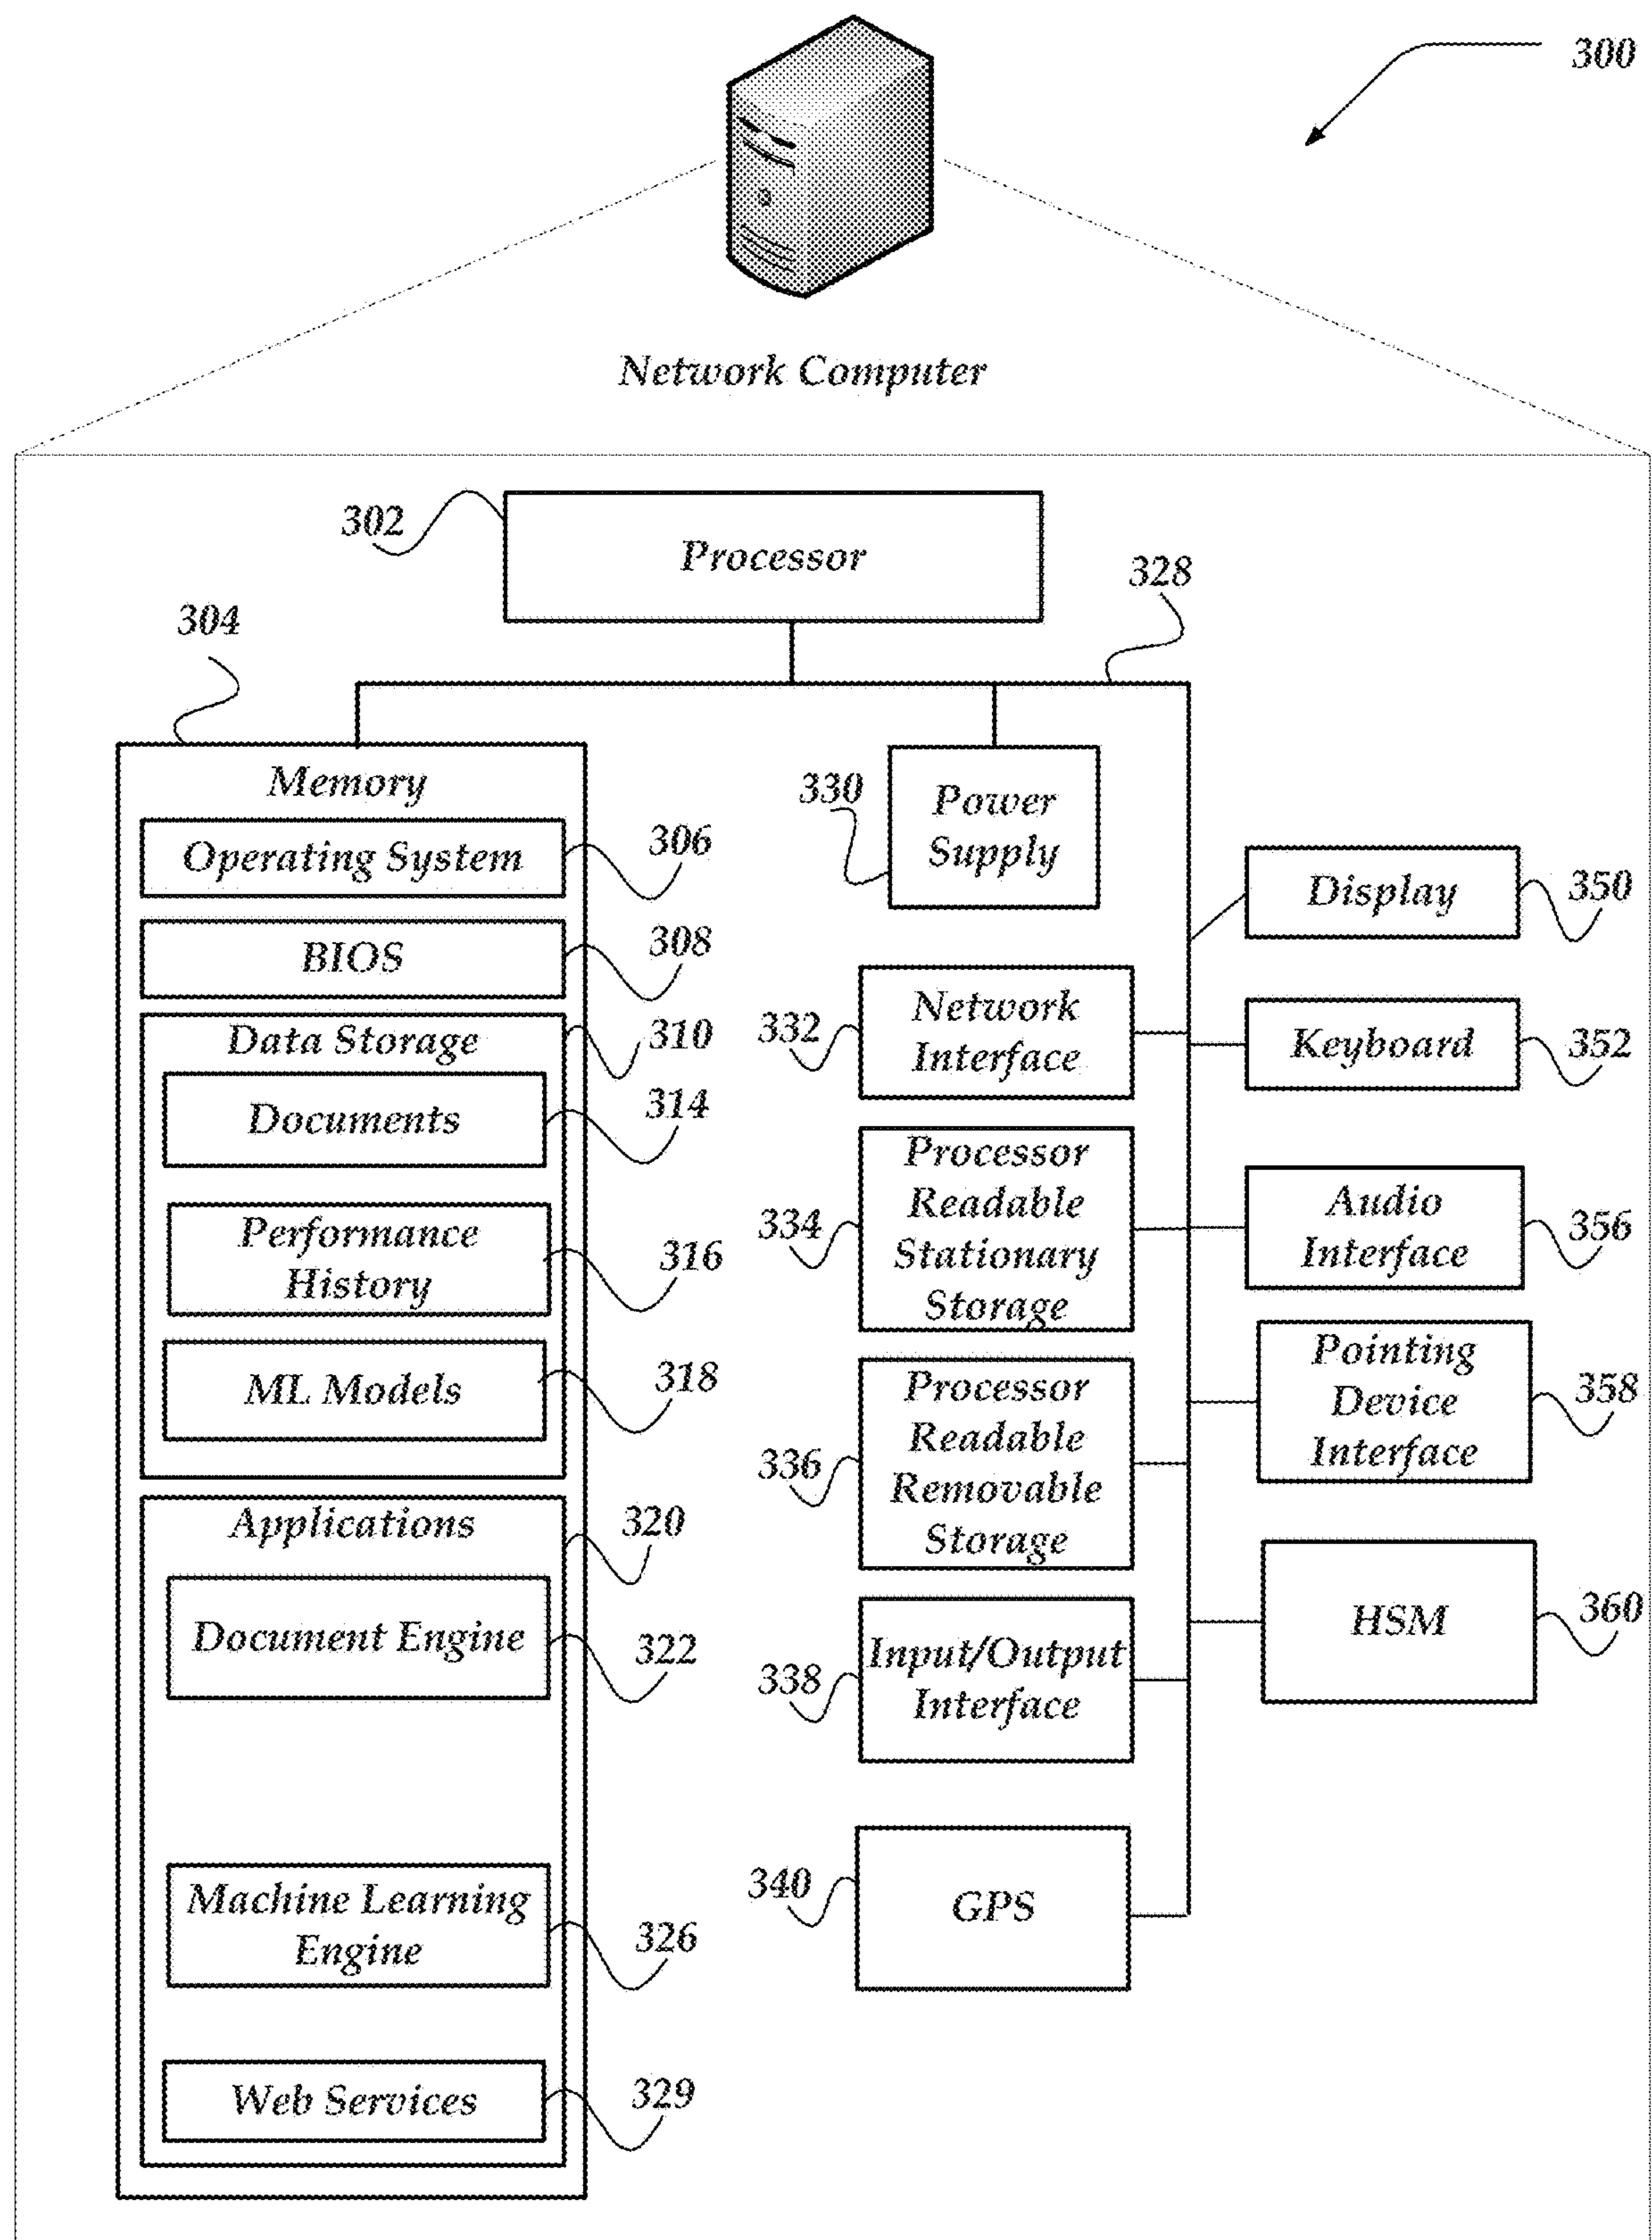 300
Network Computer
302
Processor
328
304
Memory
Operating System
306
BIOS
308
Data Storage
310
Documents
314
Performance
History
316
ML Models
318
Applications
320
Document Engine
322
Machine Learning
Engine
326
Web Services
329
330
Power
Supply
332
Network
Interface
334
Processor
Readable
Stationary
Storage
336
Processor
Readable
Removable
Storage
338
Input/Output
Interface
340
GPS
Display
350
Keyboard
352
Audio
Interface
356
Pointing
Device
Interface
358
HSM
360